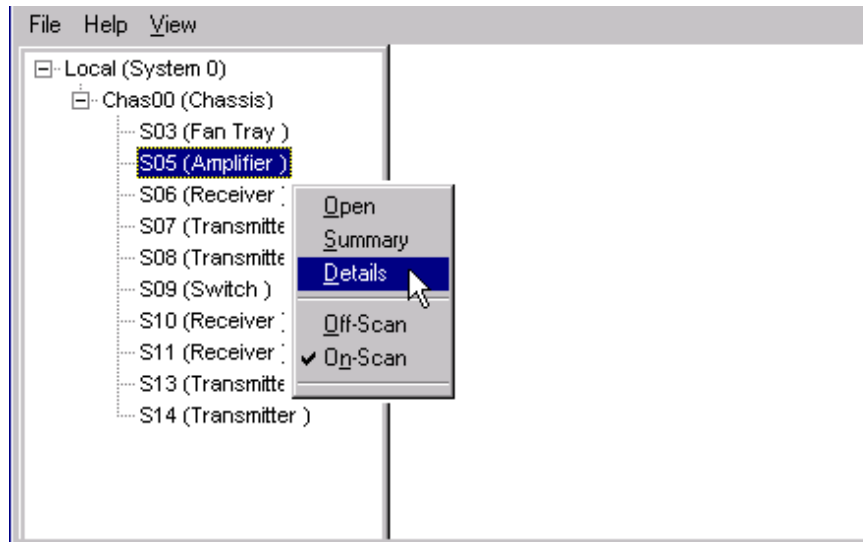 File Help View
Local (System 0)
Chas00 (Chassis)
S03 (Fan Tray )
S05 (Amplifier )
S06 (Receiver
S07 (Transmitte
S08 (Transmitte
S09 (Switch )
S10 (Receiver
S11 (Receiver
S13 (Transmitte
S14 (Transmitter )
Open
Summary
Details
Off-Scan
On-Scan